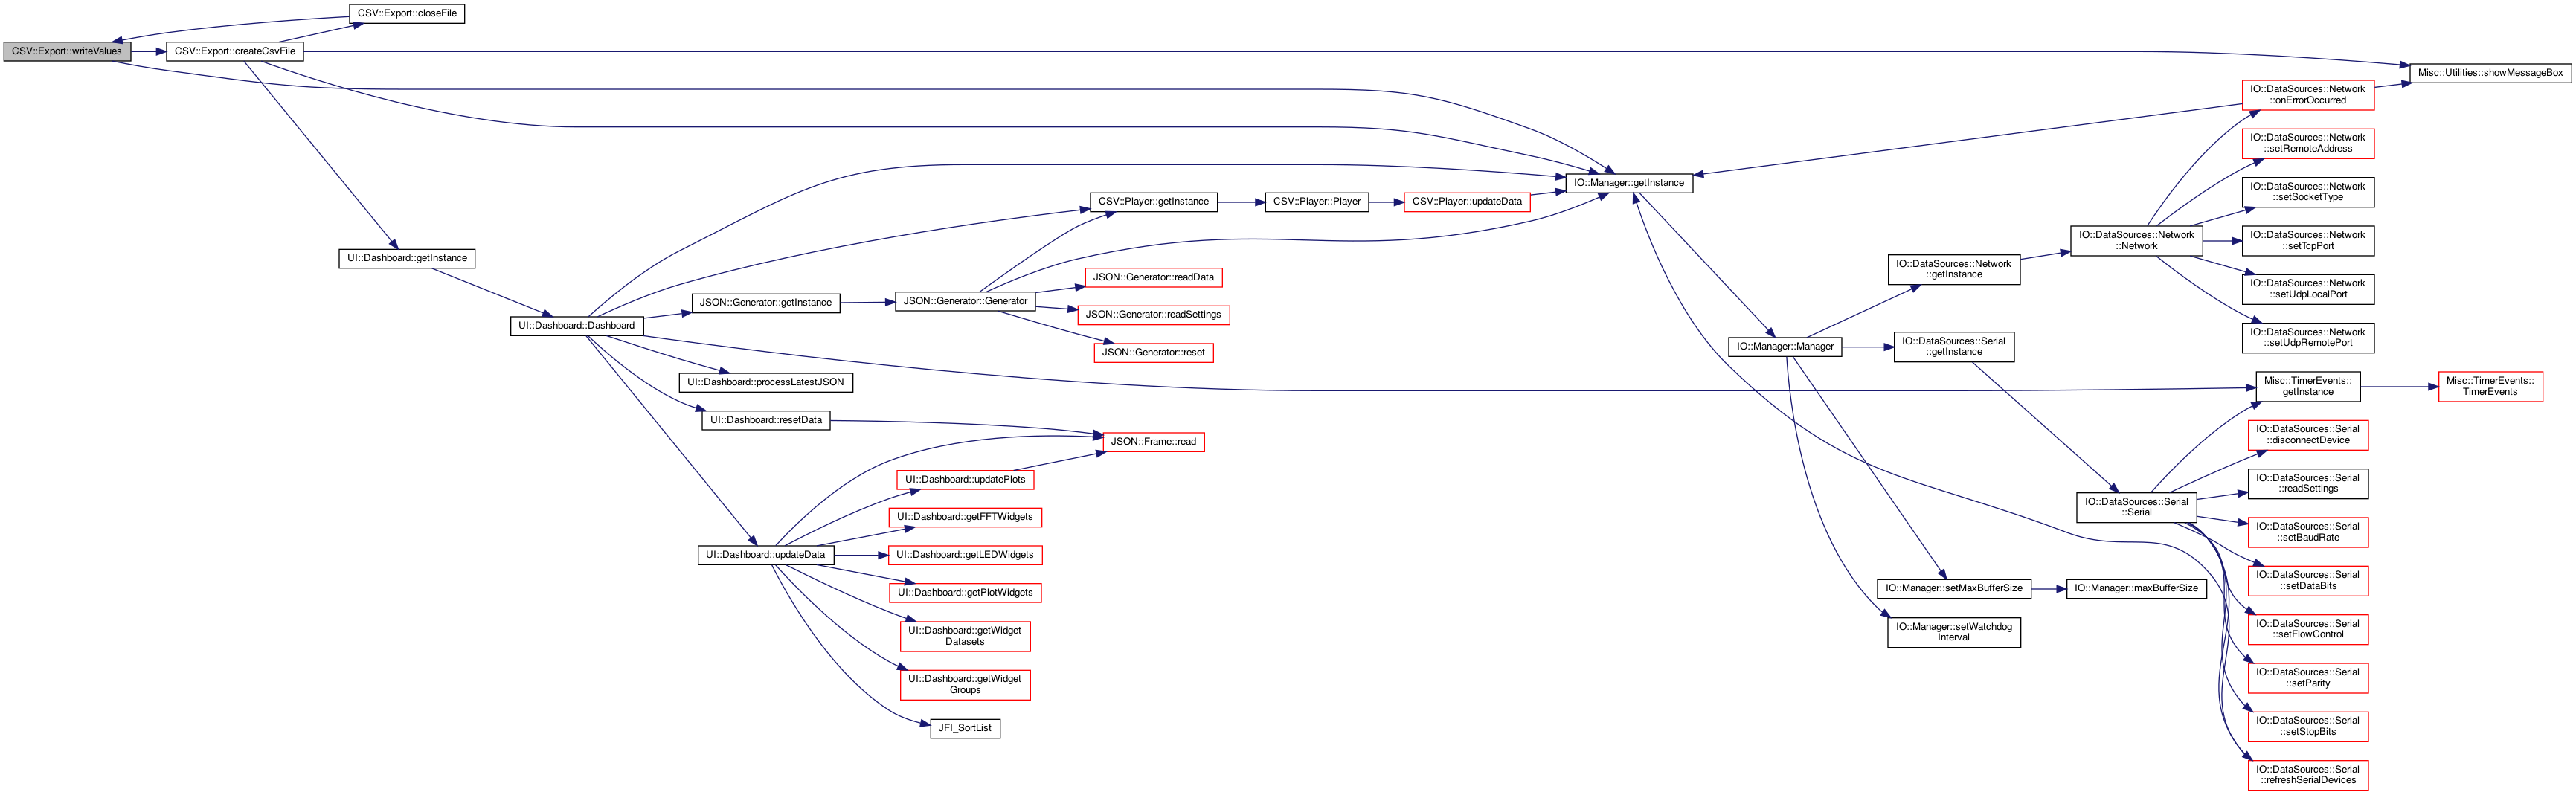 CSV::Export::closeFile
CSV::Export::writeValues
CSV::Export::createCsvFile
Misc::Utilities::showMessageBox
IO::DataSources::Network
::onErrorOccurred
IO::DataSources::Network
::setRemoteAddress
IO::Manager::getInstance
IO::DataSources::Network
::setSocketType
CSV::Player::getInstance
CSV::Player::Player
CSV::Player::updateData
IO::DataSources::Network
::Network
IO::DataSources::Network
::setTcpPort
UI::Dashboard::getInstance
IO::DataSources::Network
::getInstance
JSON::Generator::readData
IO::DataSources::Network
::setUdpLocalPort
JSON::Generator::getInstance
JSON::Generator::Generator
JSON::Generator::readSettings
UI::Dashboard::Dashboard
IO::DataSources::Network
::setUdpRemotePort
JSON::Generator::reset
IO::Manager::Manager
IO::DataSources::Serial
::getInstance
UI::Dashboard::processLatestJSON
Misc::TimerEvents::
getInstance
Misc::TimerEvents::
TimerEvents
UI::Dashboard::resetData
JSON::Frame::read
IO::DataSources::Serial
::disconnectDevice
UI::Dashboard::updatePlots
IO::DataSources::Serial
::readSettings
IO::DataSources::Serial
::Serial
UI::Dashboard::getFFTWidgets
IO::DataSources::Serial
::setBaudRate
UI::Dashboard::updateData
UI::Dashboard::getLEDWidgets
IO::DataSources::Serial
::setDataBits
UI::Dashboard::getPlotWidgets
IO::Manager::setMaxBufferSize
IO::Manager::maxBufferSize
UI::Dashboard::getWidget
Datasets
IO::Manager::setWatchdog
Interval
IO::DataSources::Serial
::setFlowControl
UI::Dashboard::getWidget
Groups
IO::DataSources::Serial
::setParity
JFI_SortList
IO::DataSources::Serial
::setStopBits
IO::DataSources::Serial
::refreshSerialDevices